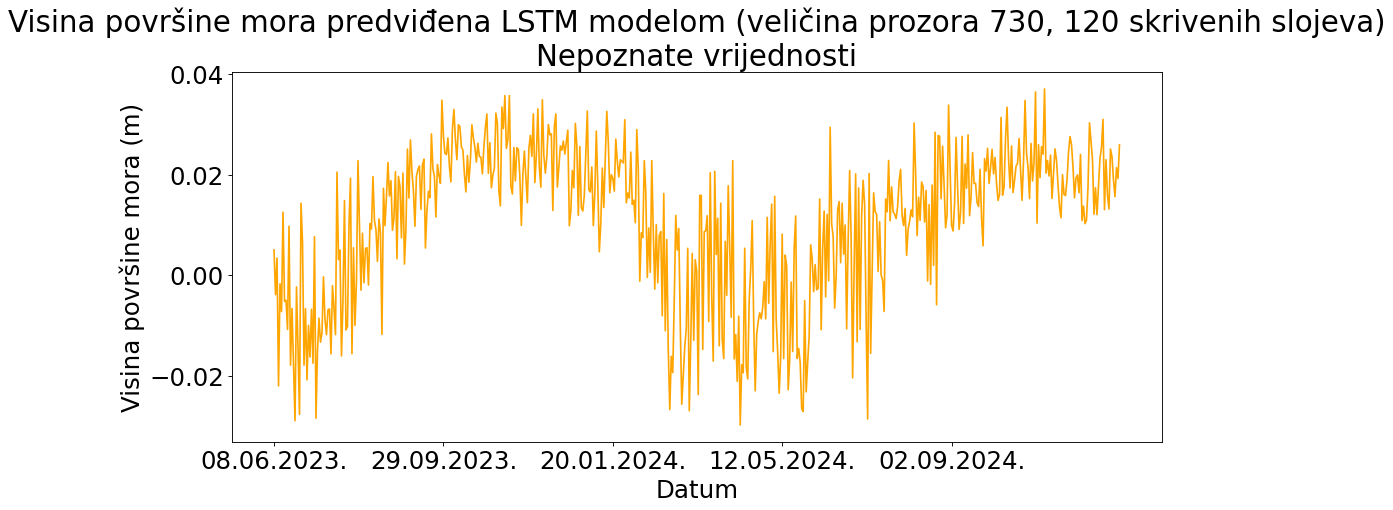 Visina površine mora predviđena LSTM modelom (veličina prozora 730, 120 skrivenih slojeva)
Nepoznate vrijednosti
Visina površine mora (m)
0.04
0.02
0.00
−0.02
08.06.2023. 29.09.2023. 20.01.2024. 12.05.2024. 02.09.2024.
Datum